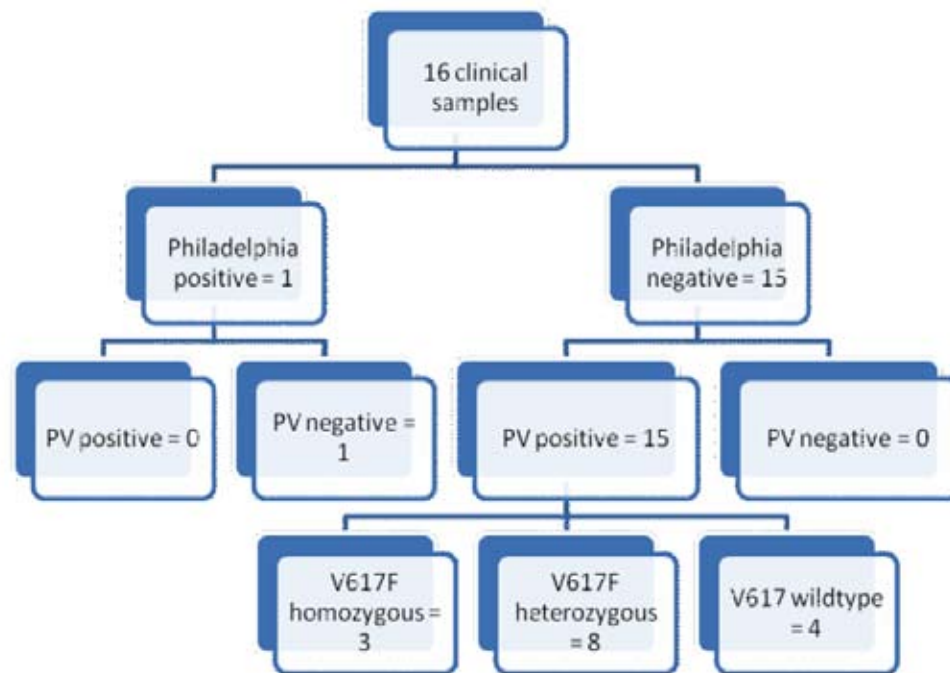 16 clinical
samples
Philadelphia
positive = 1
Philadelphia
negative = 15
PV positive = 0
PV negative =
1
PV positive = 15
PV negative = 0
V617F
homozygous =
3
V617F
heterozygous
= 8
V617 wildtype
= 4